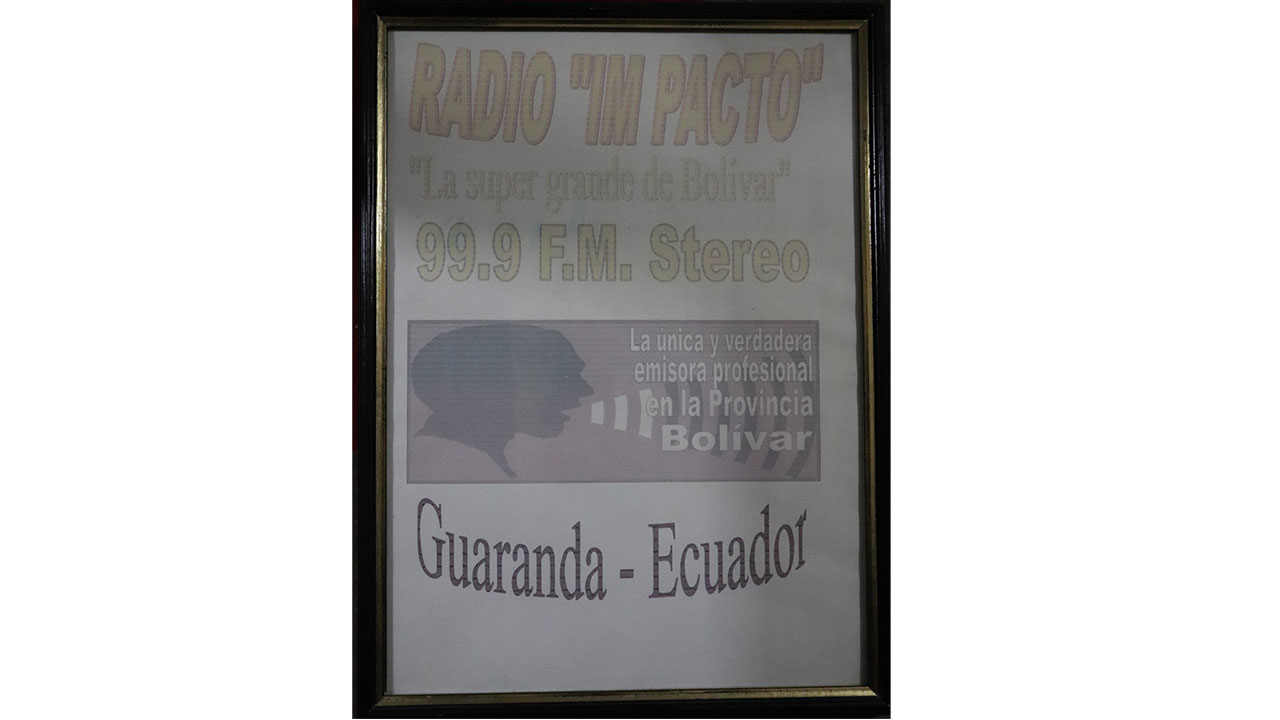 RADIO "IM PACTO"
"La super grande de Bolívar"
99.9 F.M. Stereo
La única y verdadera
emisora profesional
en la Provincia
Bolívar
Guaranda - Ecuador